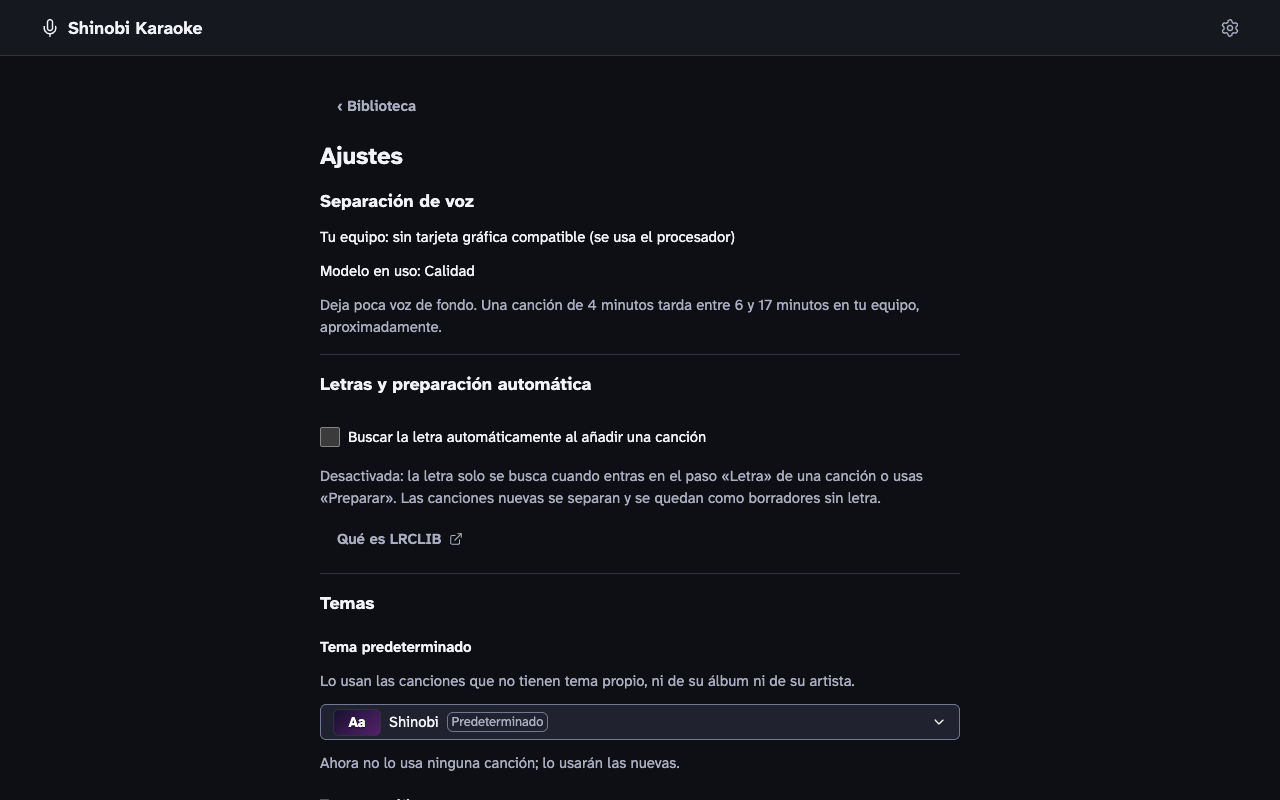 Shinobi Karaoke
‹ Biblioteca
Ajustes
Separación de voz
Tu equipo: sin tarjeta gráfica compatible (se usa el procesador)
Modelo en uso: Calidad
Deja poca voz de fondo. Una canción de 4 minutos tarda entre 6 y 17 minutos en tu equipo,
aproximadamente.
Letras y preparación automática
Buscar la letra automáticamente al añadir una canción
Desactivada: la letra solo se busca cuando entras en el paso «Letra» de una canción o usas
«Preparar». Las canciones nuevas se separan y se quedan como borradores sin letra.
Qué es LRCLIB
Temas
Tema predeterminado
Lo usan las canciones que no tienen tema propio, ni de su álbum ni de su artista.
Aa Shinobi Predeterminado
Ahora no lo usa ninguna canción; lo usarán las nuevas.